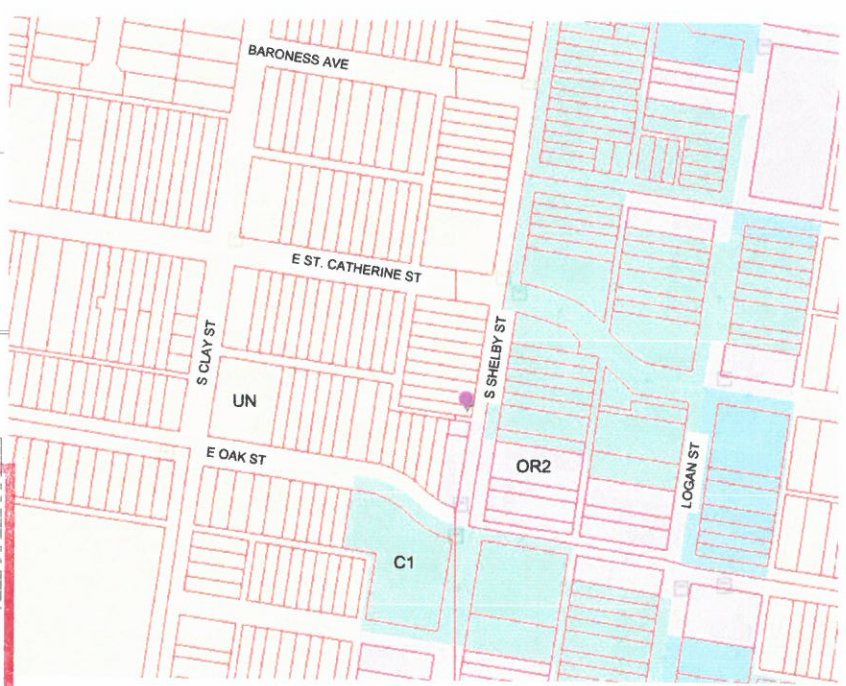 BARONESS AVE
E ST. CATHERINE ST
S CLAY ST
S SHELBY ST
UN
E OAK ST
OR2
LOGAN ST
C1